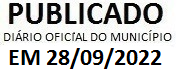 PUBLICADO
DIÁRIO OFICIAL DO MUNICÍPIO
EM 28/09/2022